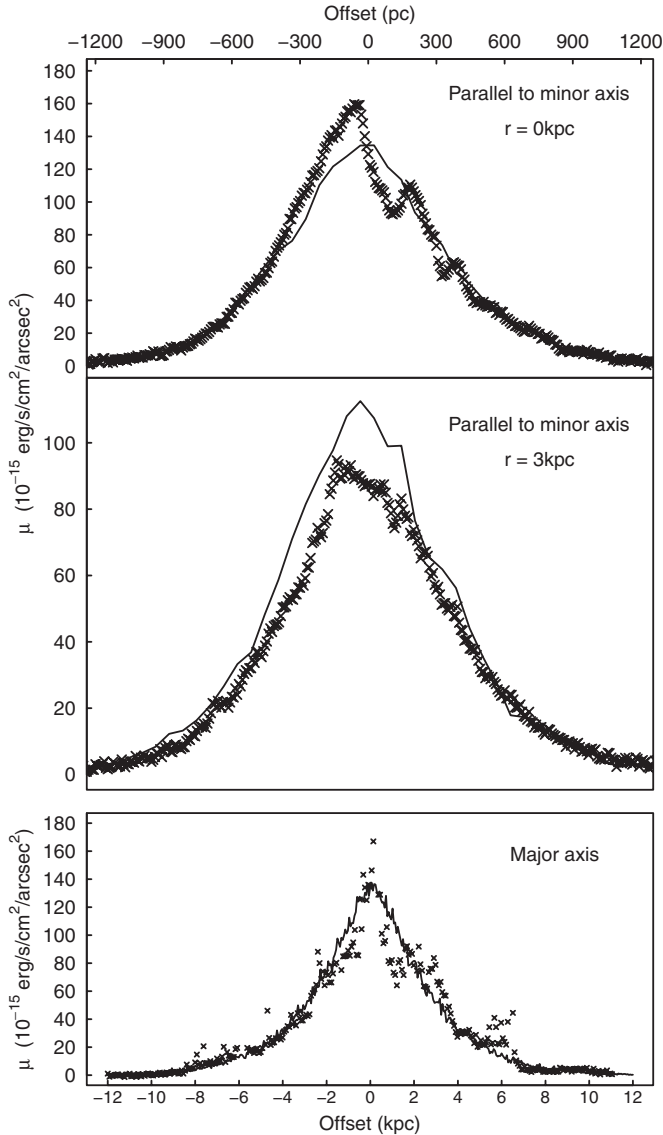 Offset (pc)
−1200 −900 −600 −300 0 300 600 900 1200
180
160
140
120
100
80
60
40
20
0
Parallel to minor axis
r = 0kpc
μ (10⁻¹⁵ erg/s/cm²/arcsec²)
100
80
60
40
20
0
Parallel to minor axis
r = 3kpc
180
160
140
120
100
80
60
40
20
0
Major axis
μ (10⁻¹⁵ erg/s/cm²/arcsec²)
−12 −10 −8 −6 −4 −2 0 2 4 6 8 10 12
Offset (kpc)